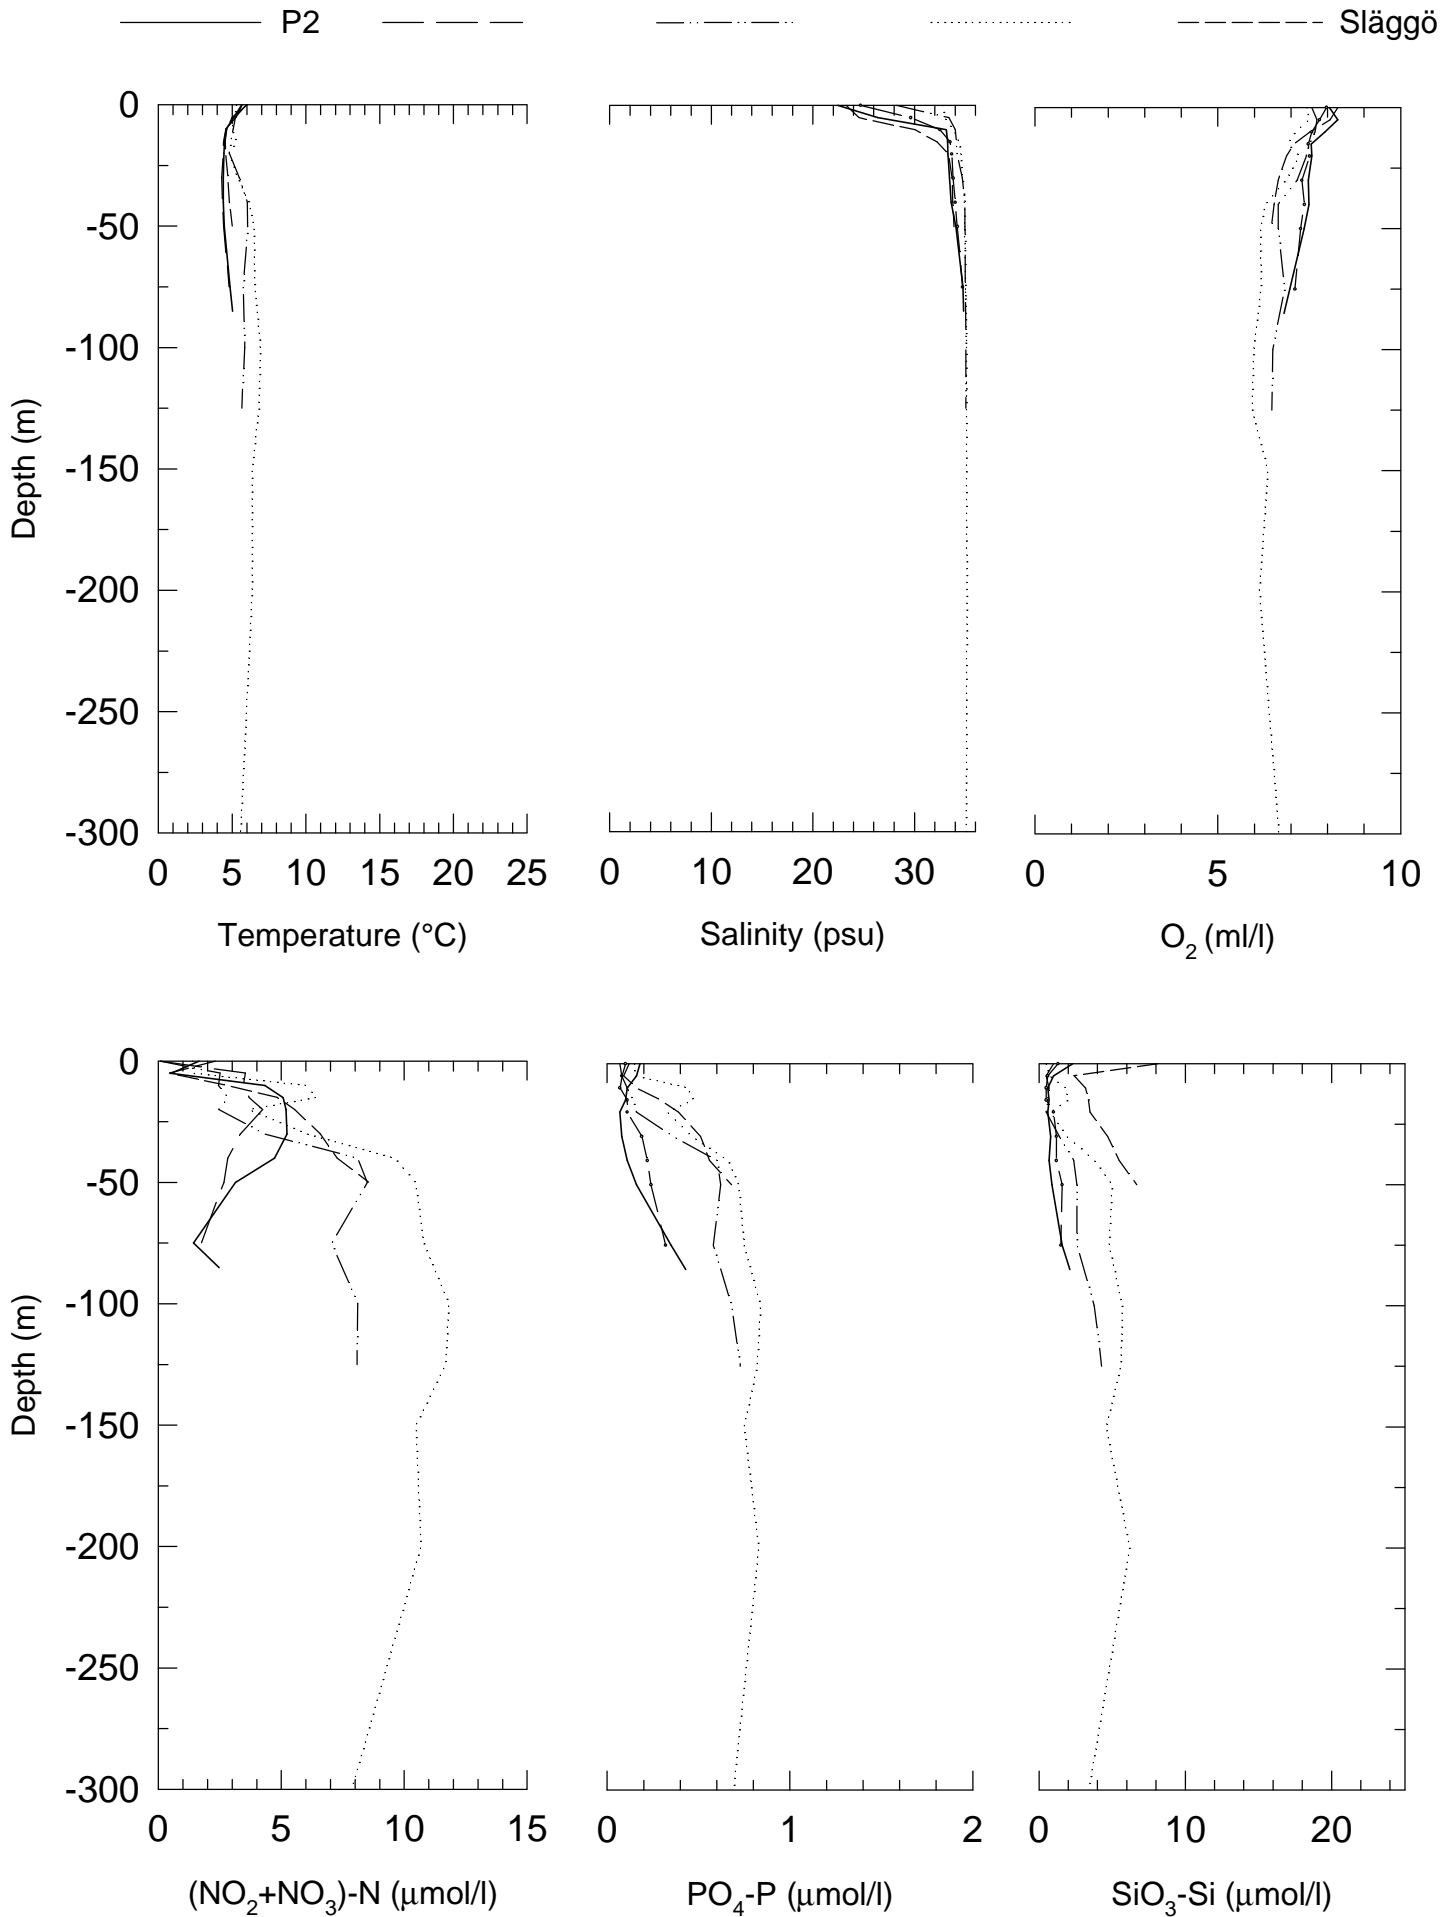 P2 Släggö
0
-50
-100
-150
-200
-250
-300
Depth (m)
0 5 10 15 20 25
Temperature (°C)
0 10 20 30
Salinity (psu)
0 5 10
O2 (ml/l)
0
-50
-100
-150
-200
-250
-300
Depth (m)
0 5 10 15
(NO2+NO3)-N (μmol/l)
0 1 2
PO4-P (μmol/l)
0 10 20
SiO3-Si (μmol/l)